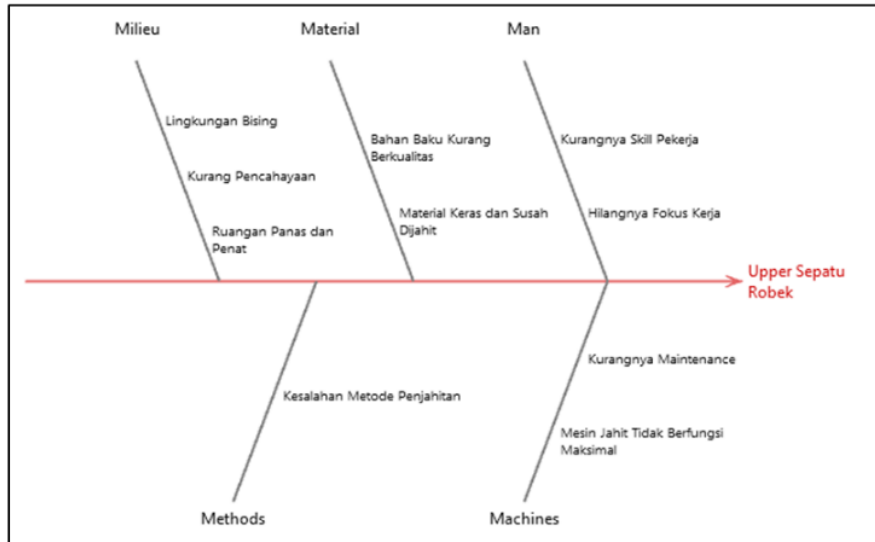 Milieu
Material
Man
Lingkungan Bising
Kurang Pencahayaan
Ruangan Panas dan
Penat
Bahan Baku Kurang
Berkualitas
Material Keras dan Susah
Dijahit
Kurangnya Skill Pekerja
Hilangnya Fokus Kerja
Upper Sepatu
Robek
Kesalahan Metode Penjahitan
Kurangnya Maintenance
Mesin Jahit Tidak Berfungsi
Maksimal
Methods
Machines